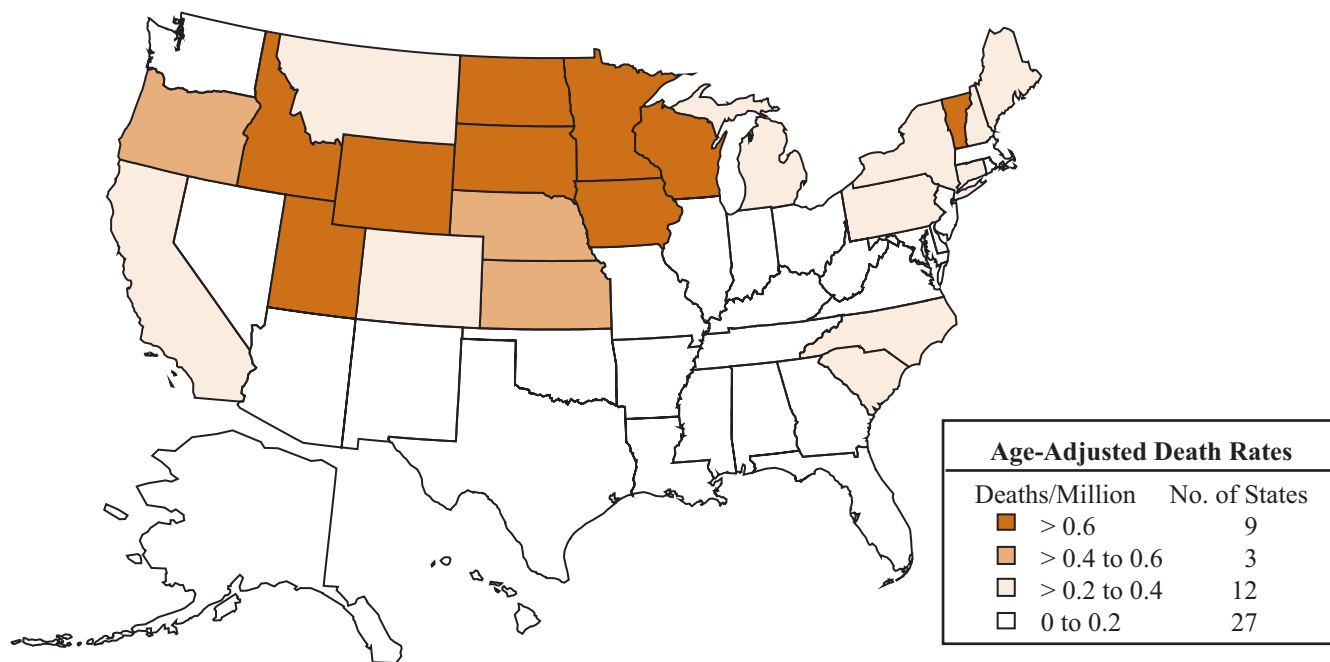 Age-Adjusted Death Rates
Deaths/Million No. of States
> 0.6 9
> 0.4 to 0.6 3
> 0.2 to 0.4 12
0 to 0.2 27